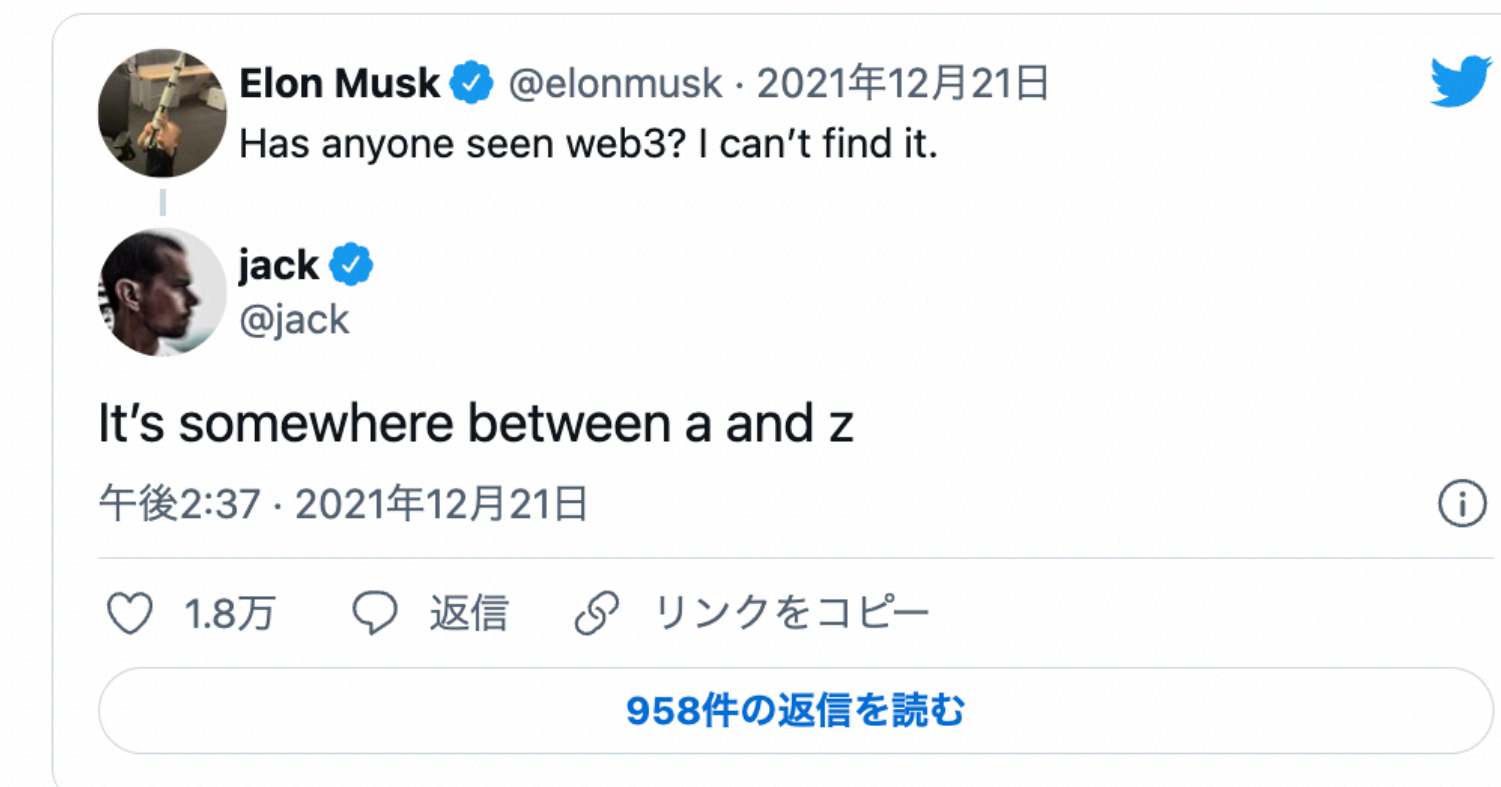 Elon Musk @elonmusk · 2021年12月21日
Has anyone seen web3? I can’t find it.
jack
@jack
It’s somewhere between a and z
午後2:37 · 2021年12月21日
1.8万 返信 リンクをコピー
958件の返信を読む